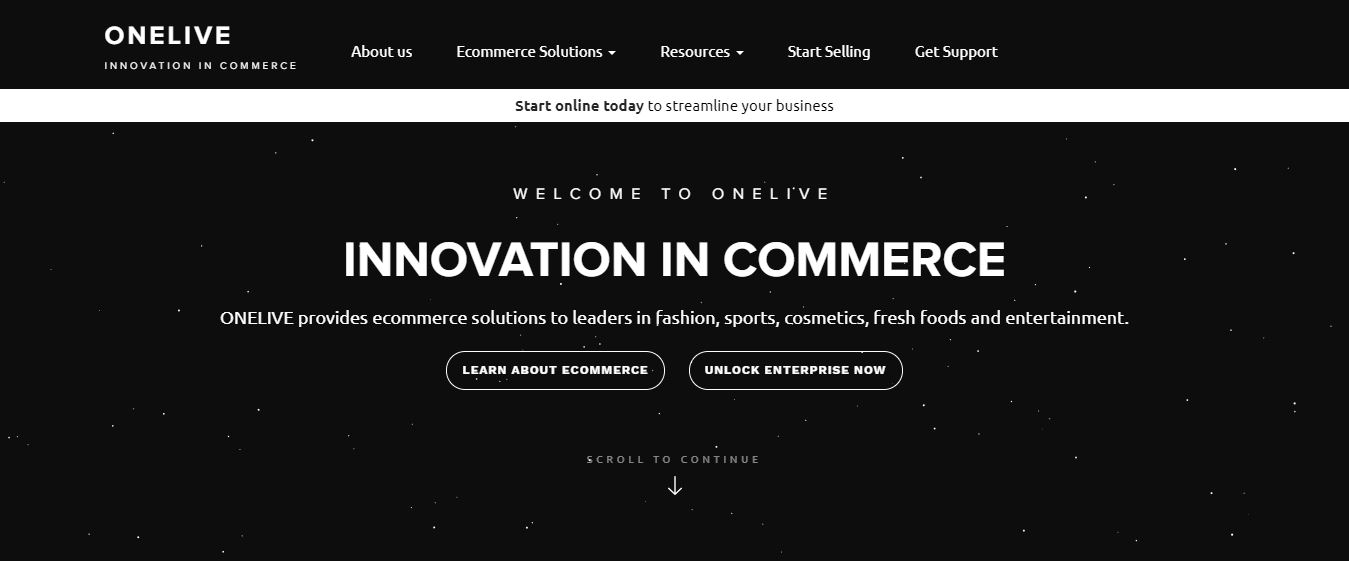 ONELIVE
INNOVATION IN COMMERCE
About us
Ecommerce Solutions
Resources
Start Selling
Get Support
Start online today to streamline your business
WELCOME TO ONELIVE
INNOVATION IN COMMERCE
ONELIVE provides ecommerce solutions to leaders in fashion, sports, cosmetics, fresh foods and entertainment.
LEARN ABOUT ECOMMERCE
UNLOCK ENTERPRISE NOW
SCROLL TO CONTINUE